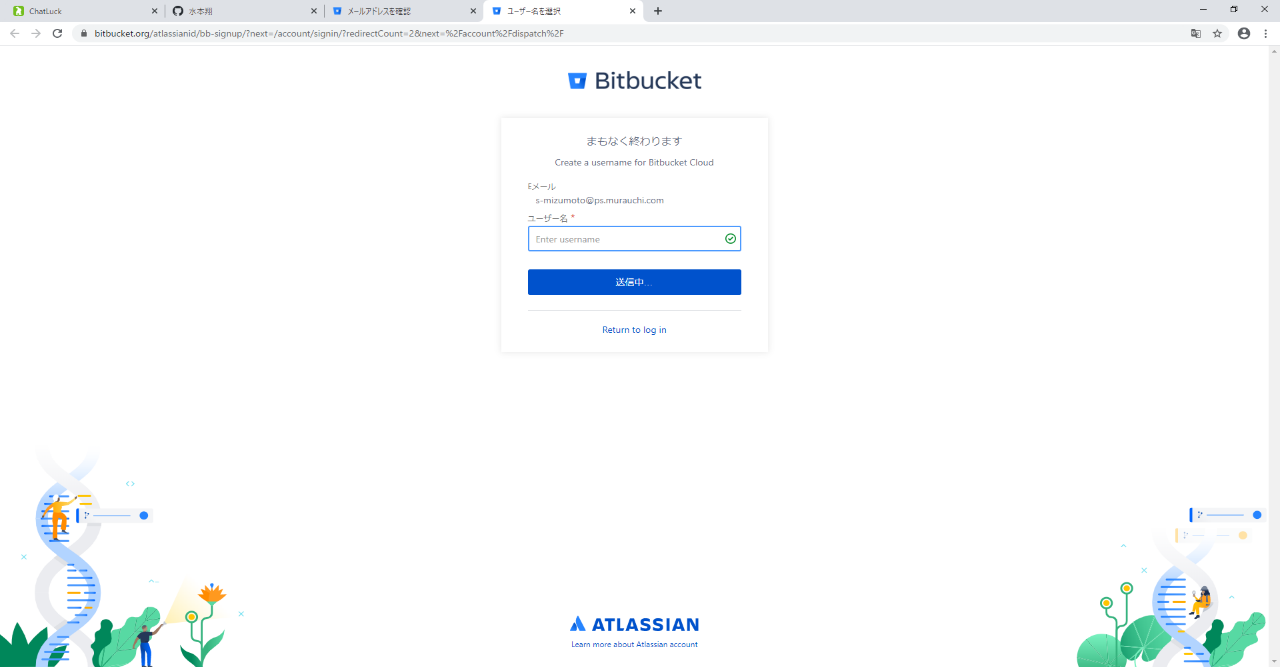 ChatLuck
水本翔
メールアドレスを確認
ユーザー名を選択
bitbucket.org/atlassianid/bb-signup/?next=/account/signin/?redirectCount=2&next=%2Faccount%2Fdispatch%2F
Bitbucket
まもなく終わります
Create a username for Bitbucket Cloud
Eメール
s-mizumoto@ps.murauchi.com
ユーザー名 *
Enter username
送信中...
Return to log in
ATLASSIAN
Learn more about Atlassian account